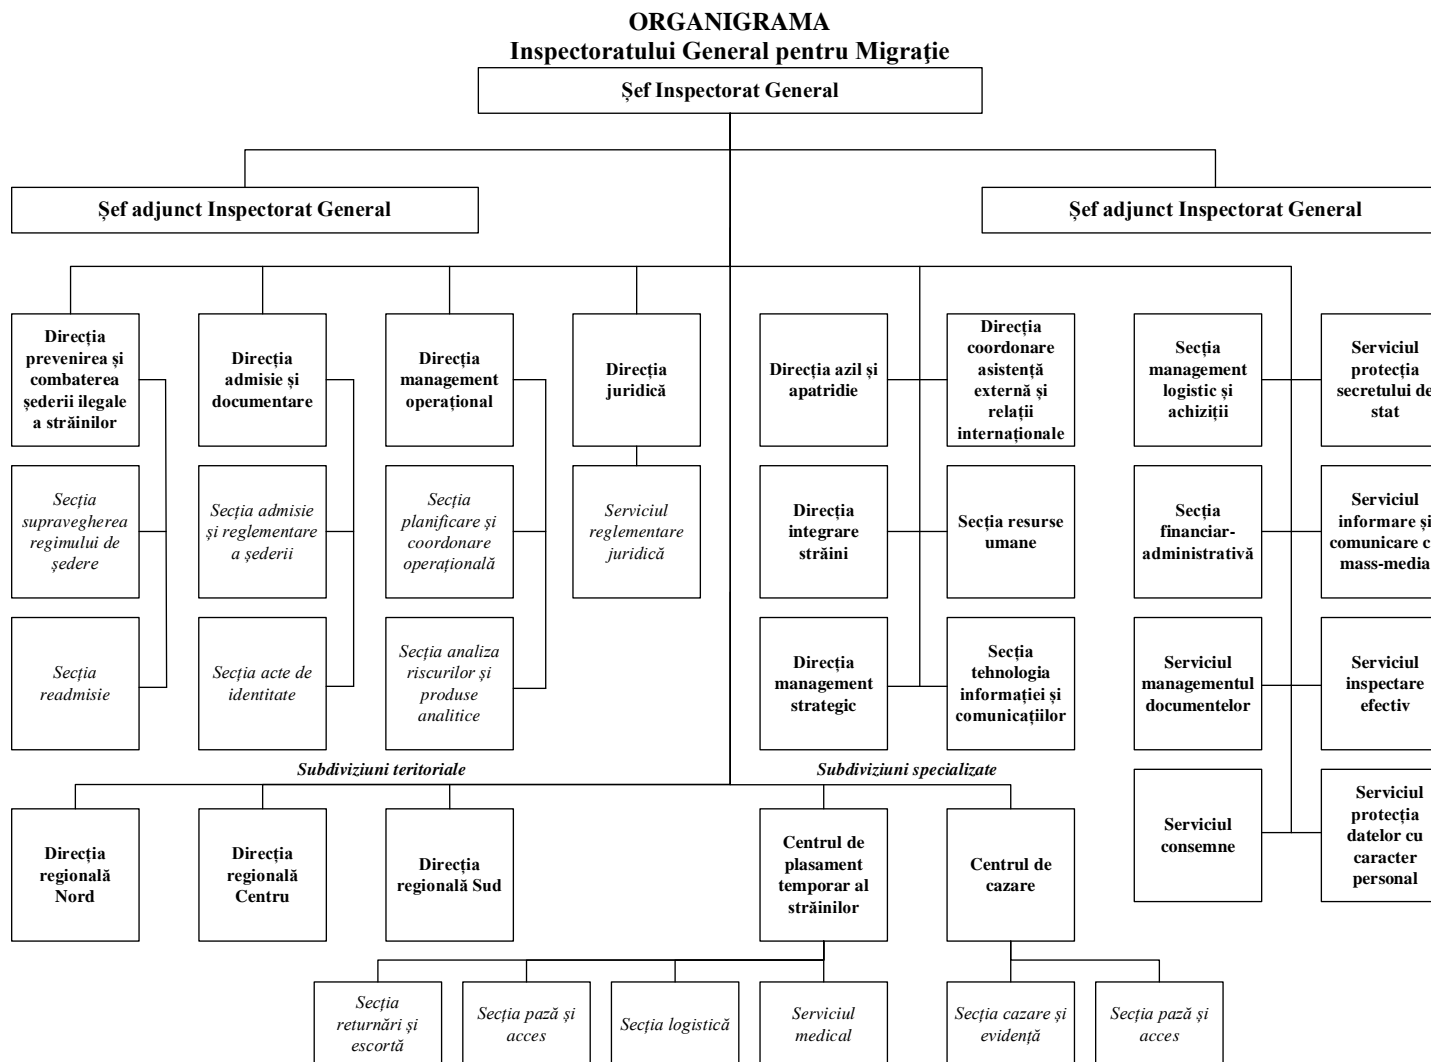 ORGANIGRAMA
Inspectoratului General pentru Migraţie
Șef Inspectorat General
Șef adjunct Inspectorat General
Șef adjunct Inspectorat General
Direcția
prevenirea și
combaterea
șederii ilegale
a străinilor
Direcția
admisie și
documentare
Direcția
management
operațional
Direcția
juridică
Direcția azil și
apatridie
Direcția
coordonare
asistență
externă și
relații
internaționale
Secția
management
logistic și
achiziții
Serviciul
protecția
secretului de
stat
Secția
supravegherea
regimului de
ședere
Secția admisie
și reglementare
a șederii
Secția
planificare și
coordonare
operațională
Serviciul
reglementare
juridică
Direcția
integrare
străini
Secția resurse
umane
Secția
financiar-
administrativă
Serviciul
informare și
comunicare c
mass-media
Secția
readmisie
Secția acte de
identitate
Secția analiza
riscurilor și
produse
analitice
Direcția
management
strategic
Secția
tehnologia
informației și
comunicațiilor
Serviciul
managementul
documentelor
Serviciul
inspectare
efectiv
Subdiviziuni teritoriale
Subdiviziuni specializate
Direcția
regională
Nord
Direcția
regională
Centru
Direcția
regională Sud
Centrul de
plasament
temporar al
străinilor
Centrul de
cazare
Serviciul
consemne
Serviciul
protecția
datelor cu
caracter
personal
Secția
returnări și
escortă
Secția pază și
acces
Secția logistică
Serviciul
medical
Secția cazare și
evidență
Secția pază și
acces